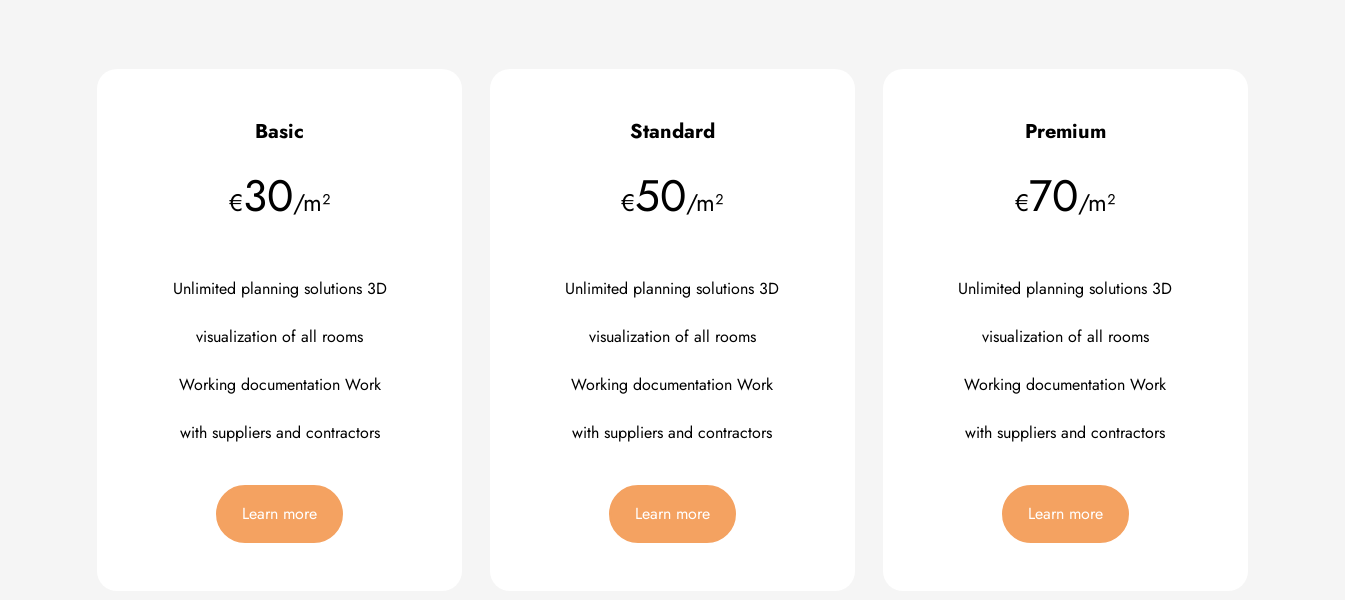 Basic
€30/m²
Unlimited planning solutions 3D
visualization of all rooms
Working documentation Work
with suppliers and contractors
Learn more
Standard
€50/m²
Unlimited planning solutions 3D
visualization of all rooms
Working documentation Work
with suppliers and contractors
Learn more
Premium
€70/m²
Unlimited planning solutions 3D
visualization of all rooms
Working documentation Work
with suppliers and contractors
Learn more